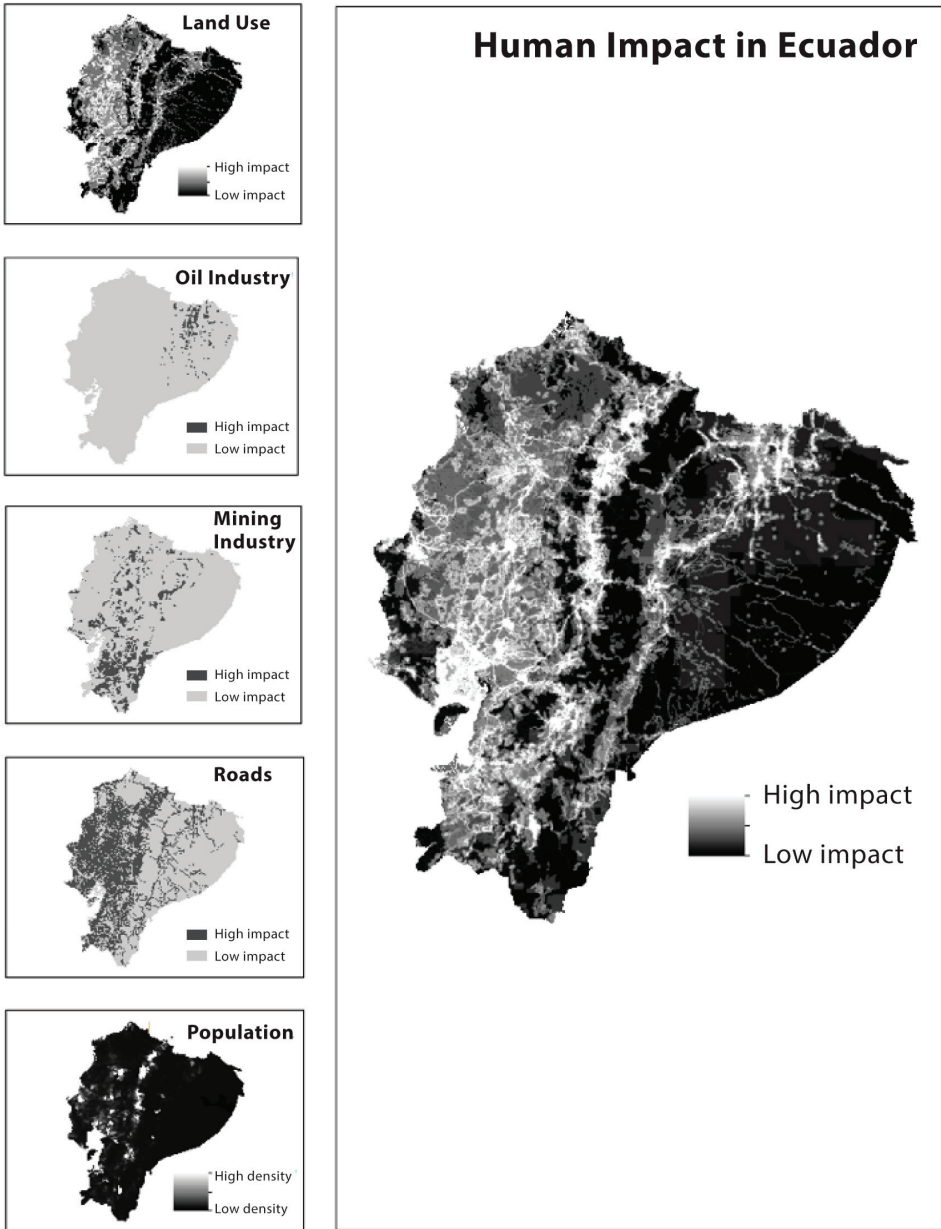 Land Use
High impact
Low impact
Oil Industry
High impact
Low impact
Mining
Industry
High impact
Low impact
Roads
High impact
Low impact
Population
High density
Low density
Human Impact in Ecuador
High impact
Low impact